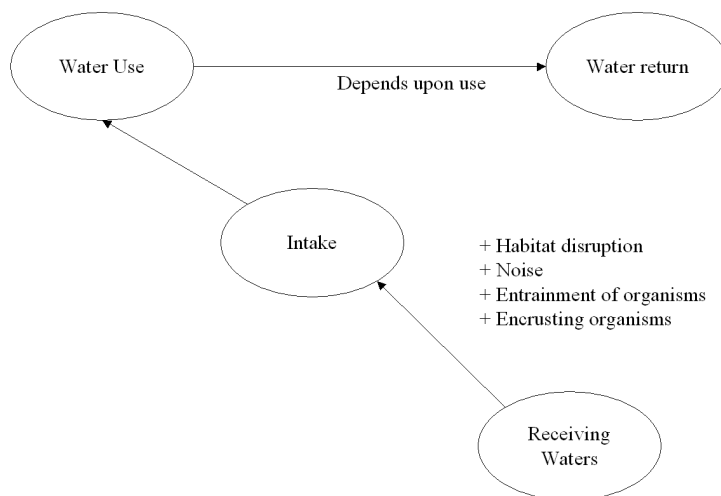 Water Use
Water return
Depends upon use
Intake
+ Habitat disruption
+ Noise
+ Entrainment of organisms
+ Encrusting organisms
Receiving
Waters